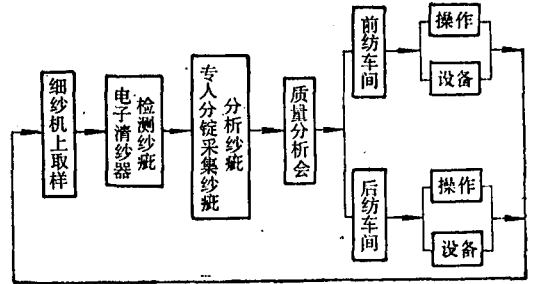 细纱机上取样
电子清纱器
检测纱疵
专人分锭采集纱疵
分析纱疵
质量分析会
前纺车间
操作
设备
后纺车间
操作
设备